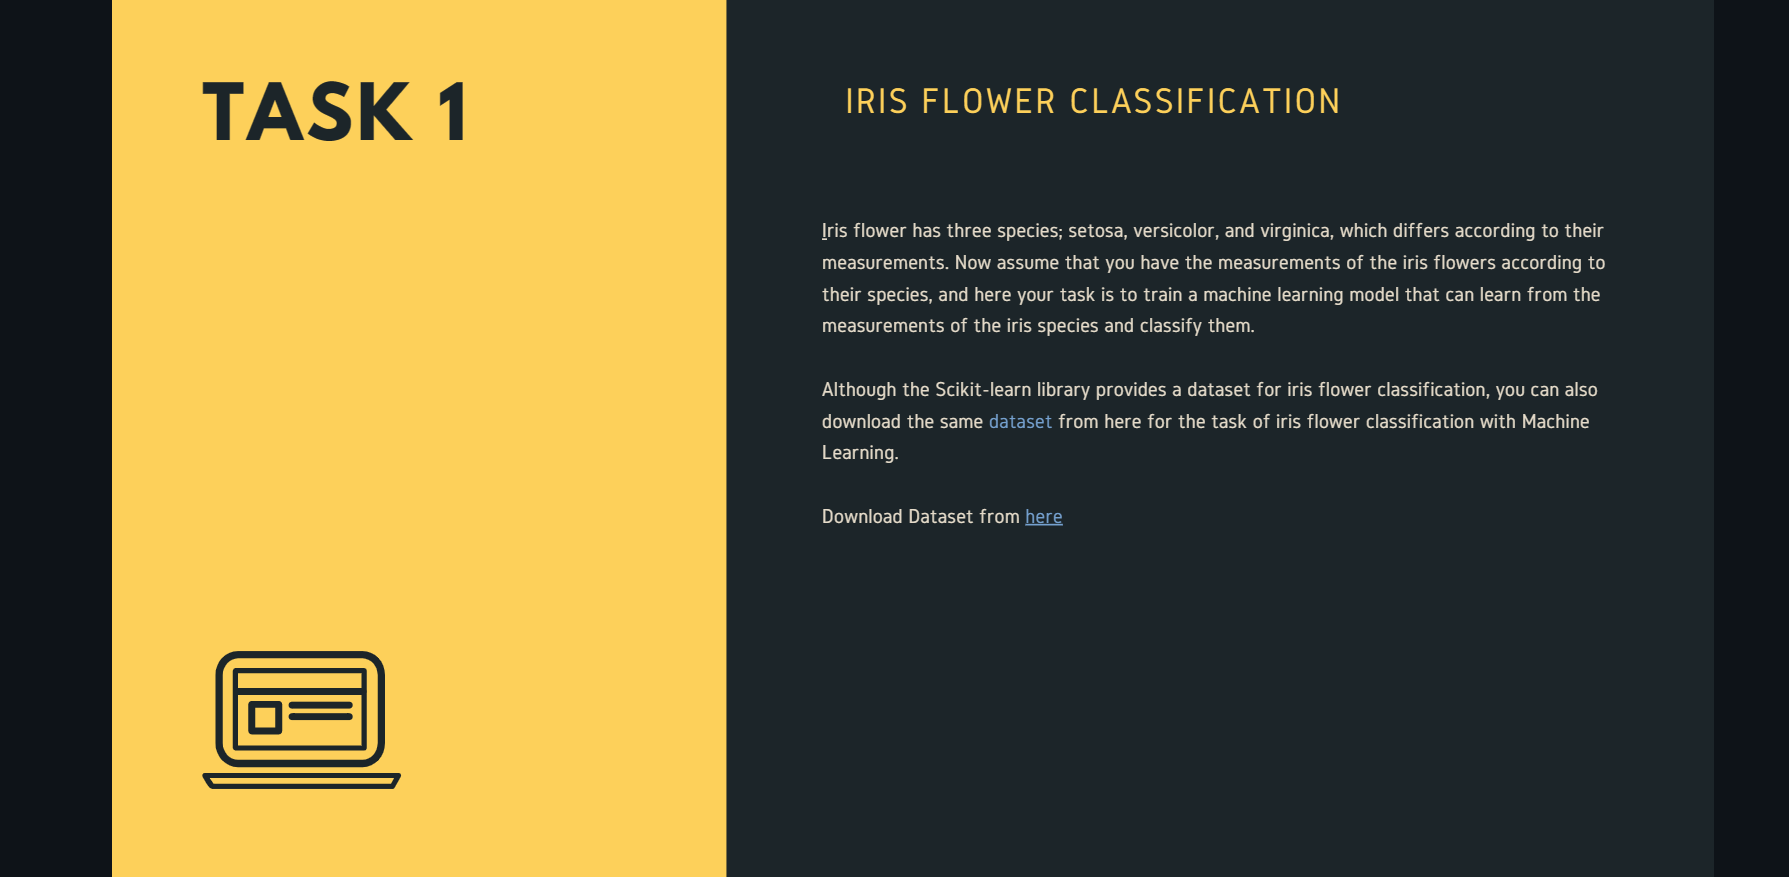 TASK 1
IRIS FLOWER CLASSIFICATION
Iris flower has three species; setosa, versicolor, and virginica, which differs according to their
measurements. Now assume that you have the measurements of the iris flowers according to
their species, and here your task is to train a machine learning model that can learn from the
measurements of the iris species and classify them.
Although the Scikit-learn library provides a dataset for iris flower classification, you can also
download the same dataset from here for the task of iris flower classification with Machine
Learning.
Download Dataset from here